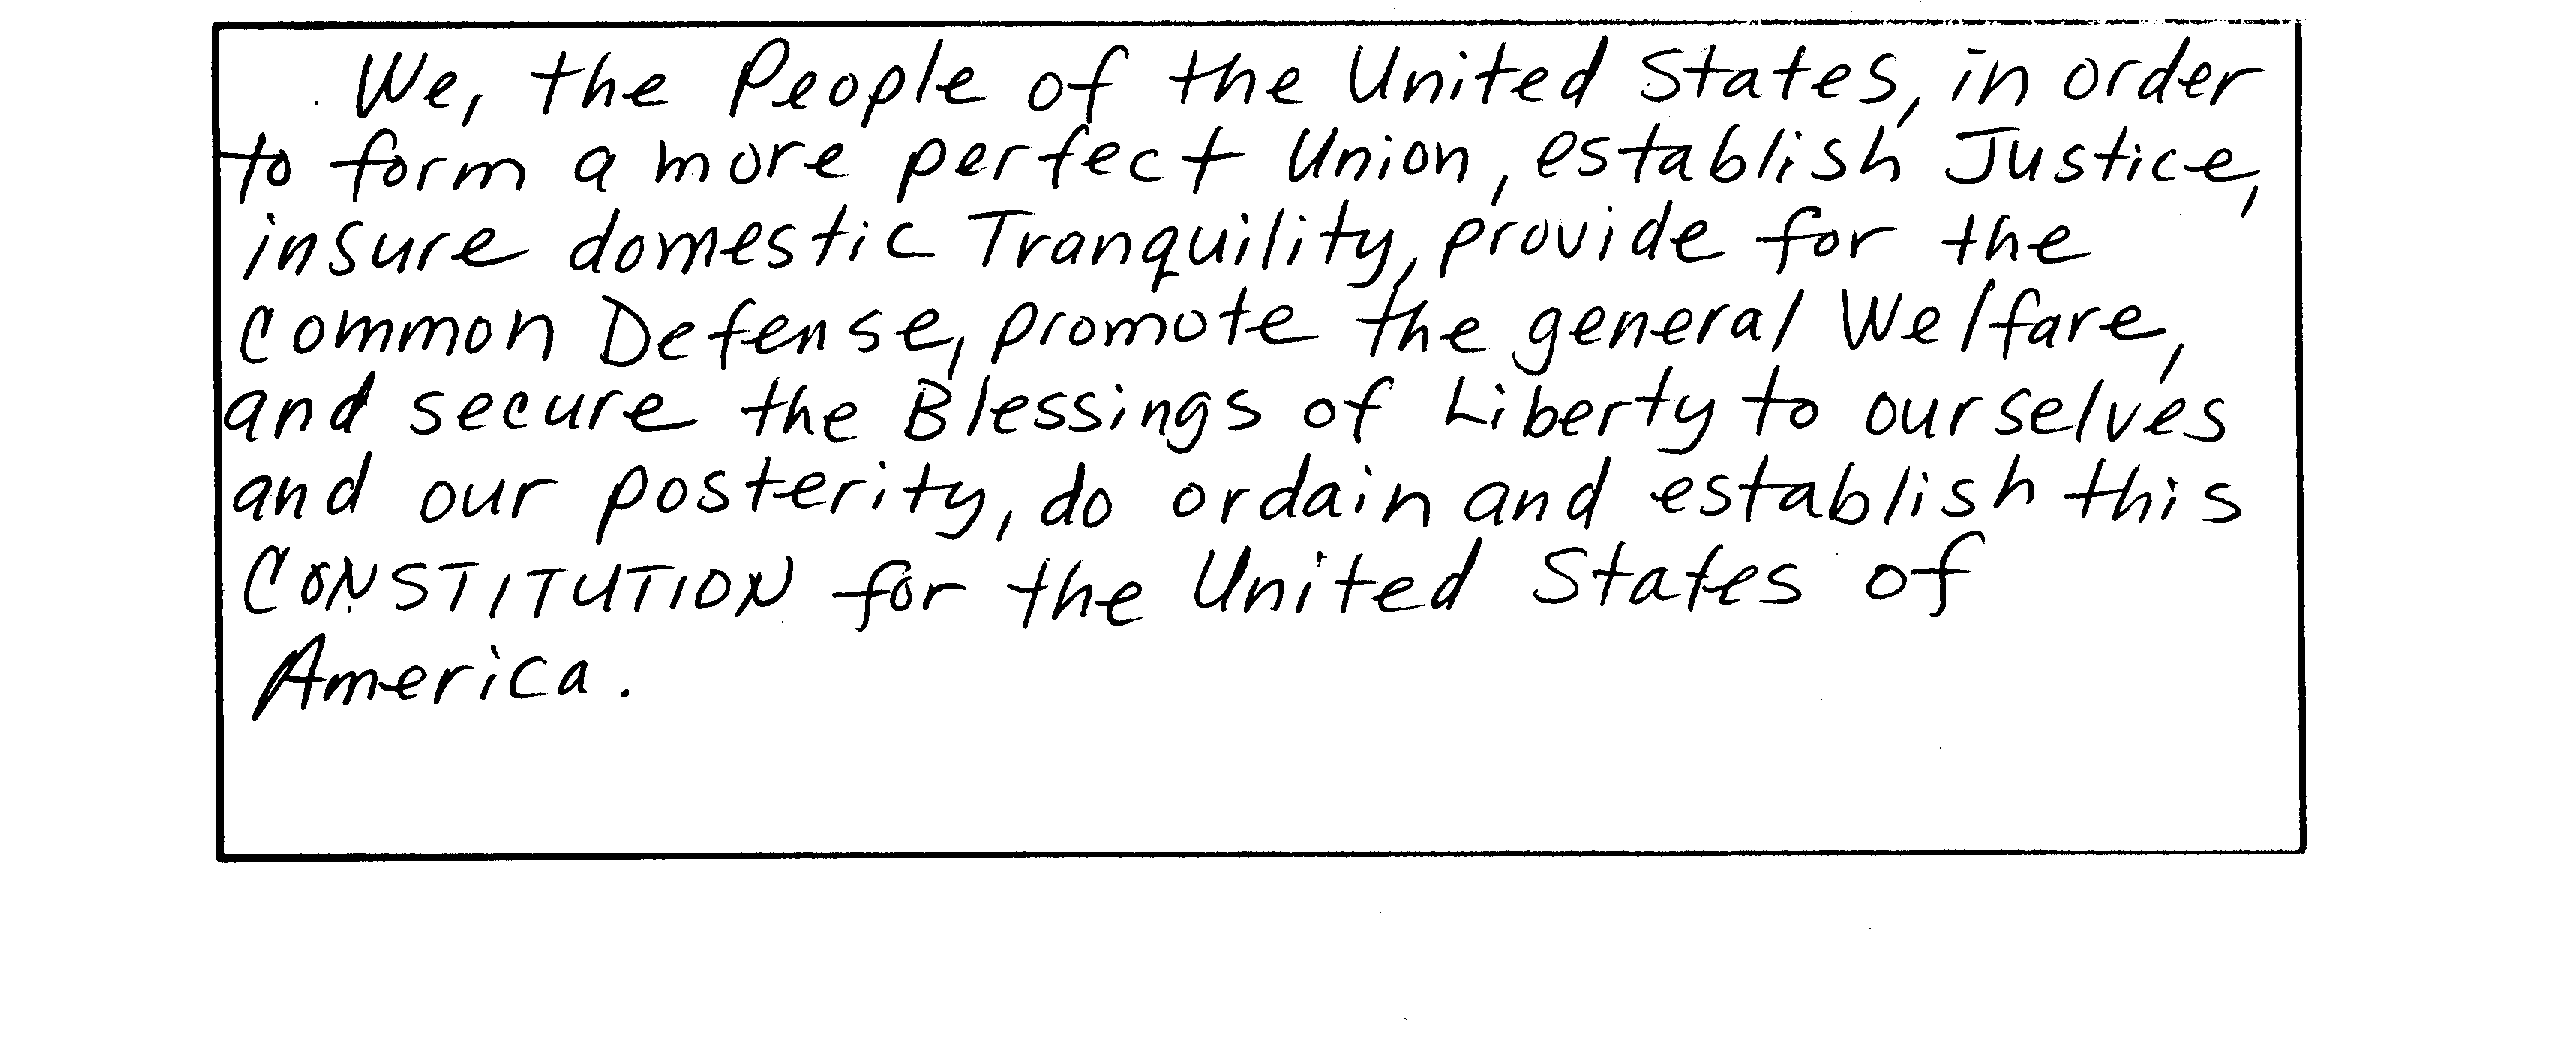 We, the People of the United States, in order
to form a more perfect Union, establish Justice,
insure domestic Tranquility, provide for the
Common Defense, promote the general Welfare,
and secure the Blessings of Liberty to ourselves
and our posterity, do ordain and establish this
CONSTITUTION for the United States of
America.